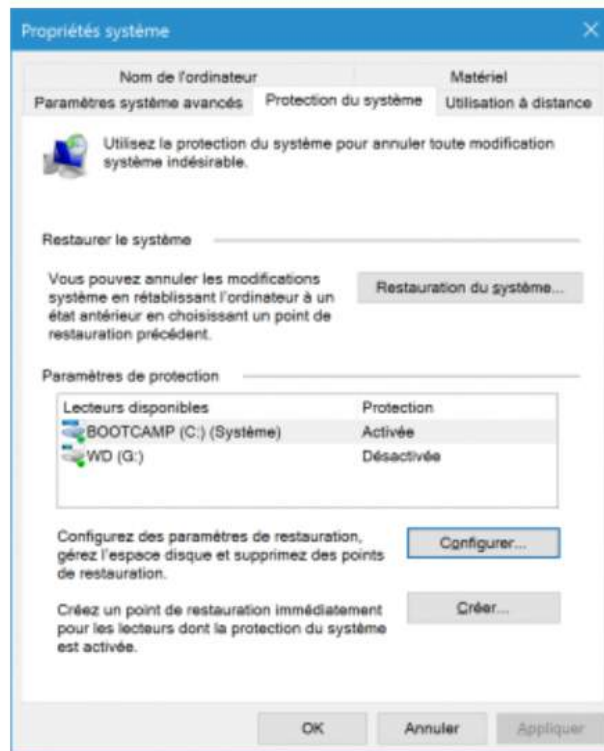 Propriétés système
Nom de l'ordinateur
Matériel
Paramètres système avancés
Protection du système
Utilisation à distance
Utilisez la protection du système pour annuler toute modification
système indésirable.
Restaurer le système
Vous pouvez annuler les modifications
système en rétablissant l'ordinateur à un
état antérieur en choisissant un point de
restauration précédent.
Restauration du système...
Paramètres de protection
Lecteurs disponibles
Protection
BOOTCAMP (C:) (Système)
Activée
WD (G:)
Désactivée
Configurez des paramètres de restauration,
gérez l'espace disque et supprimez des points
de restauration.
Configurer...
Créez un point de restauration immédiatement
pour les lecteurs dont la protection du système
est activée.
Créer...
OK
Annuler
Appliquer